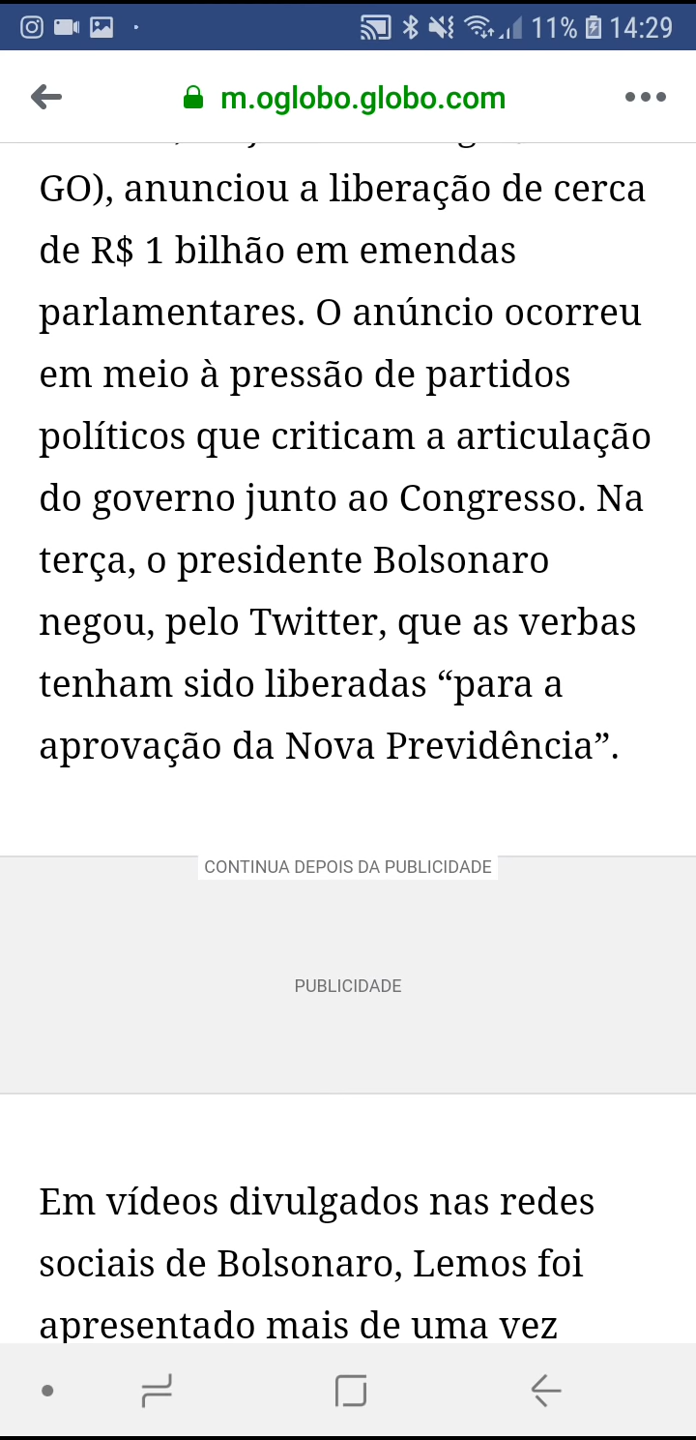 11% 14:29
m.oglobo.globo.com
GO), anunciou a liberação de cerca
de R$ 1 bilhão em emendas
parlamentares. O anúncio ocorreu
em meio à pressão de partidos
políticos que criticam a articulação
do governo junto ao Congresso. Na
terça, o presidente Bolsonaro
negou, pelo Twitter, que as verbas
tenham sido liberadas “para a
aprovação da Nova Previdência”.
CONTINUA DEPOIS DA PUBLICIDADE
PUBLICIDADE
Em vídeos divulgados nas redes
sociais de Bolsonaro, Lemos foi
apresentado mais de uma vez